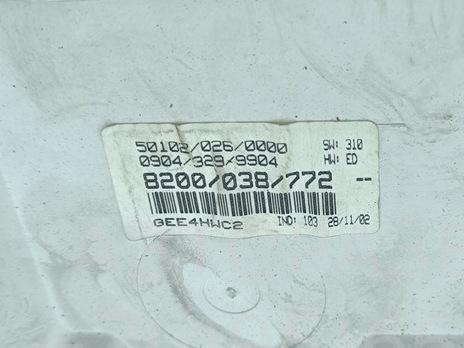 50102/026/0000 SW: 310
0904/329/9904 HW: ED
8200/038/772 --
GEE4HWC2 IND: 103 28/11/02